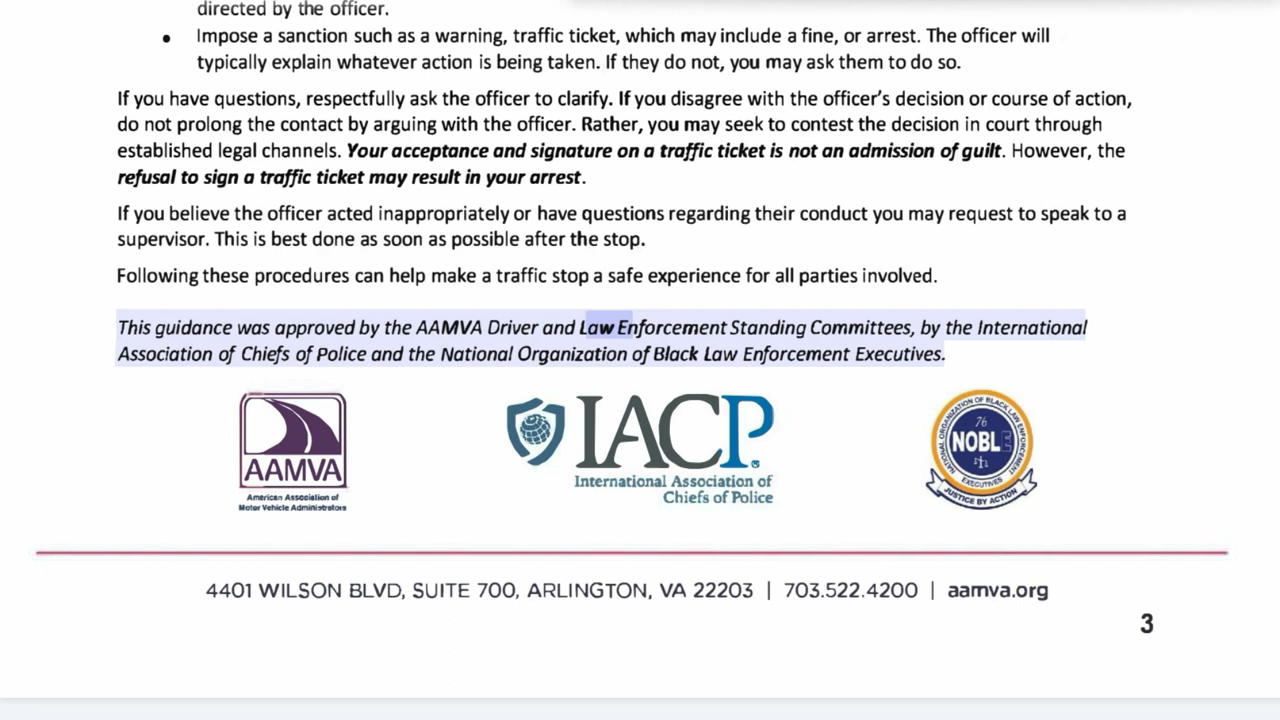 directed by the officer.
• Impose a sanction such as a warning, traffic ticket, which may include a fine, or arrest. The officer will
typically explain whatever action is being taken. If they do not, you may ask them to do so.
If you have questions, respectfully ask the officer to clarify. If you disagree with the officer's decision or course of action,
do not prolong the contact by arguing with the officer. Rather, you may seek to contest the decision in court through
established legal channels. Your acceptance and signature on a traffic ticket is not an admission of guilt. However, the
refusal to sign a traffic ticket may result in your arrest.
If you believe the officer acted inappropriately or have questions regarding their conduct you may request to speak to a
supervisor. This is best done as soon as possible after the stop.
Following these procedures can help make a traffic stop a safe experience for all parties involved.
This guidance was approved by the AAMVA Driver and Law Enforcement Standing Committees, by the International
Association of Chiefs of Police and the National Organization of Black Law Enforcement Executives.
AAMVA
American Association of
Motor Vehicle Administrators
IACP
International Association of
Chiefs of Police
NATIONAL ORGANIZATION OF BLACK LAW ENFORCEMENT
76
NOBLE
EXECUTIVES
JUSTICE BY ACTION
4401 WILSON BLVD, SUITE 700, ARLINGTON, VA 22203 | 703.522.4200 | aamva.org
3